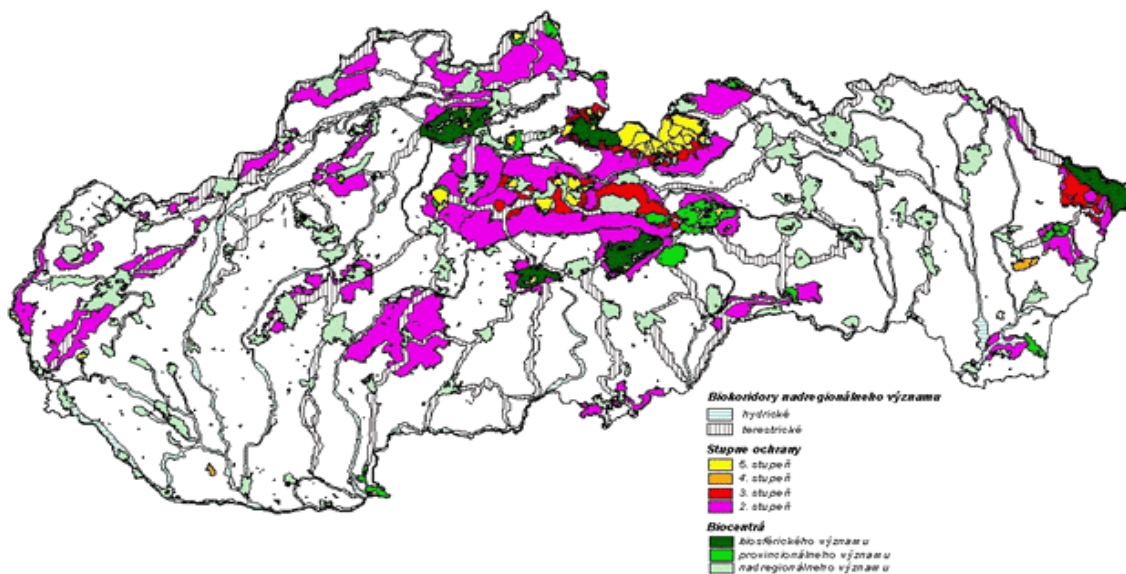 Biokoridory nadregionálneho významu
hydrické
terestrické
Stupne ochrany
5. stupeň
4. stupeň
3. stupeň
2. stupeň
Biocentrá
biosférického významu
provincionálneho významu
nadregionálneho významu